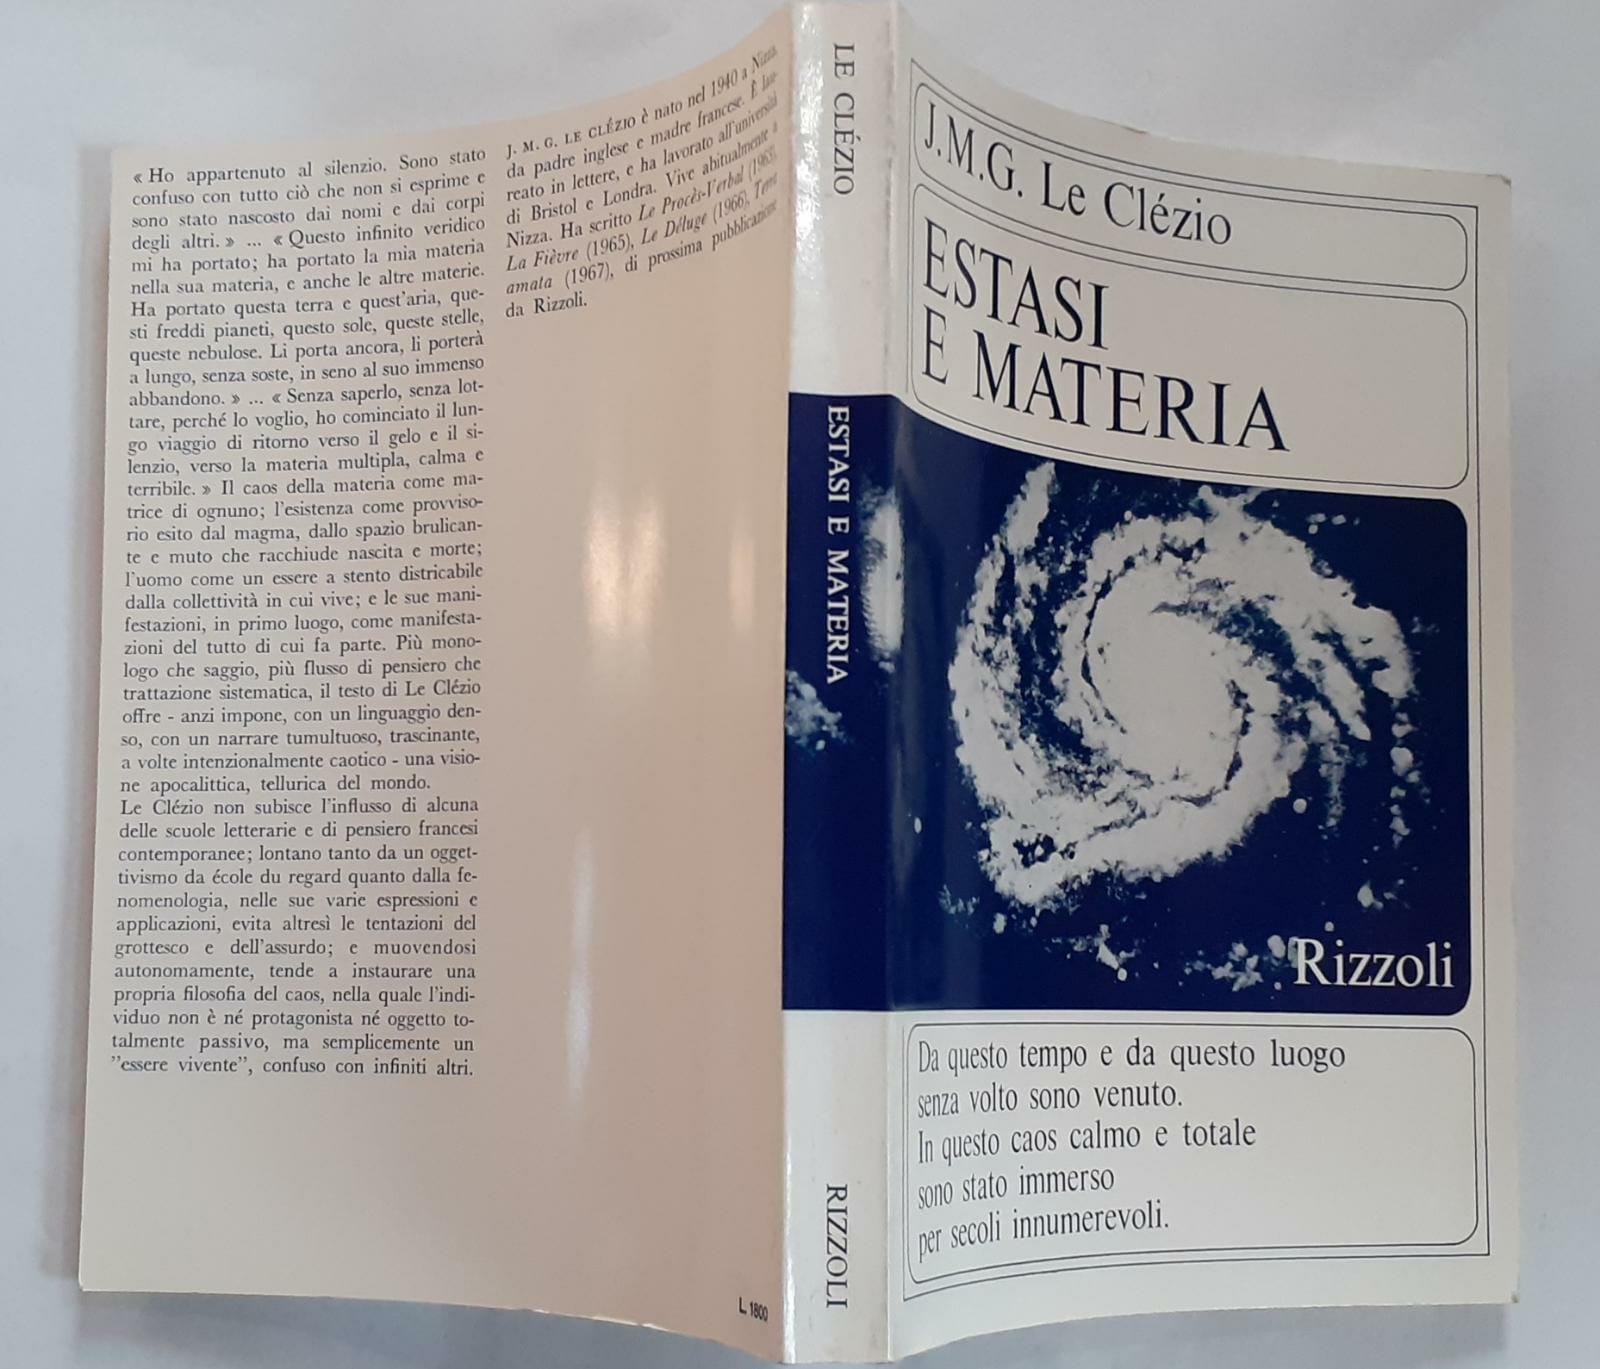 « Ho appartenuto al silenzio. Sono stato
confuso con tutto ciò che non si esprime e
sono stato nascosto dai nomi e dai corpi
degli altri. » ... « Questo infinito veridico
mi ha portato; ha portato la mia materia
nella sua materia, e anche le altre materie.
Ha portato questa terra e quest'aria, que-
sti freddi pianeti, questo sole, queste stelle,
queste nebulose. Li porta ancora, li porterà
a lungo, senza soste, in seno al suo immenso
abbandono. » ... « Senza saperlo, senza lot-
tare, perché lo voglio, ho cominciato il lun-
go viaggio di ritorno verso il gelo e il si-
lenzio, verso la materia multipla, calma e
terribile. » Il caos della materia come ma-
trice di ognuno; l'esistenza come provviso-
rio esito dal magma, dallo spazio brulican-
te e muto che racchiude nascita e morte;
l'uomo come un essere a stento districabile
dalla collettività in cui vive; e le sue mani-
festazioni, in primo luogo, come manifesta-
zioni del tutto di cui fa parte. Più mono-
logo che saggio, più flusso di pensiero che
trattazione sistematica, il testo di Le Clézio
offre - anzi impone, con un linguaggio den-
so, con un narrare tumultuoso, trascinante,
a volte intenzionalmente caotico - una visio-
ne apocalittica, tellurica del mondo.
Le Clézio non subisce l'influsso di alcuna
delle scuole letterarie e di pensiero francesi
contemporanee; lontano tanto da un ogget-
tivismo da école du regard quanto dalla fe-
nomenologia, nelle sue varie espressioni e
applicazioni, evita altresì le tentazioni del
grottesco e dell'assurdo; e muovendosi
autonomamente, tende a instaurare una
propria filosofia del caos, nella quale l'indi-
viduo non è né protagonista né oggetto to-
talmente passivo, ma semplicemente un
"essere vivente", confuso con infiniti altri.
J. M. G. LE CLÉZIO è nato nel 1940 a Nizza,
da padre inglese e madre francese. È lau-
reato in lettere, e ha lavorato all'università
di Bristol e Londra. Vive abitualmente a
Nizza. Ha scritto Le Procès-Verbal (1963),
La Fièvre (1965), Le Déluge (1966), Terra
amata (1967), di prossima pubblicazione
da Rizzoli.
L. 1800
LE CLÉZIO
ESTASI E MATERIA
RIZZOLI
J.M.G. Le Clézio
ESTASI
E MATERIA
Rizzoli
Da questo tempo e da questo luogo
senza volto sono venuto.
In questo caos calmo e totale
sono stato immerso
per secoli innumerevoli.